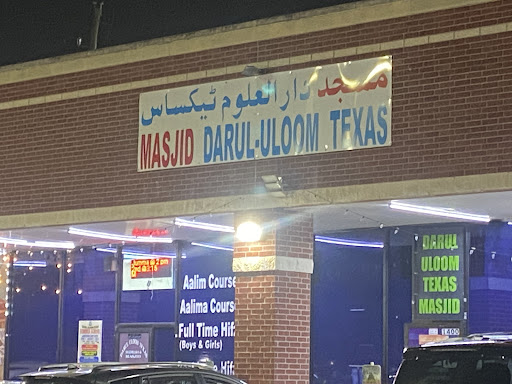 مسجد دار العلوم ٹیکساس
MASJID DARUL-ULOOM TEXAS
Aalim Course
Aalima Course
Full Time Hifz
(Boys & Girls)
DARUL
ULOOM
TEXAS
MASJID
1400